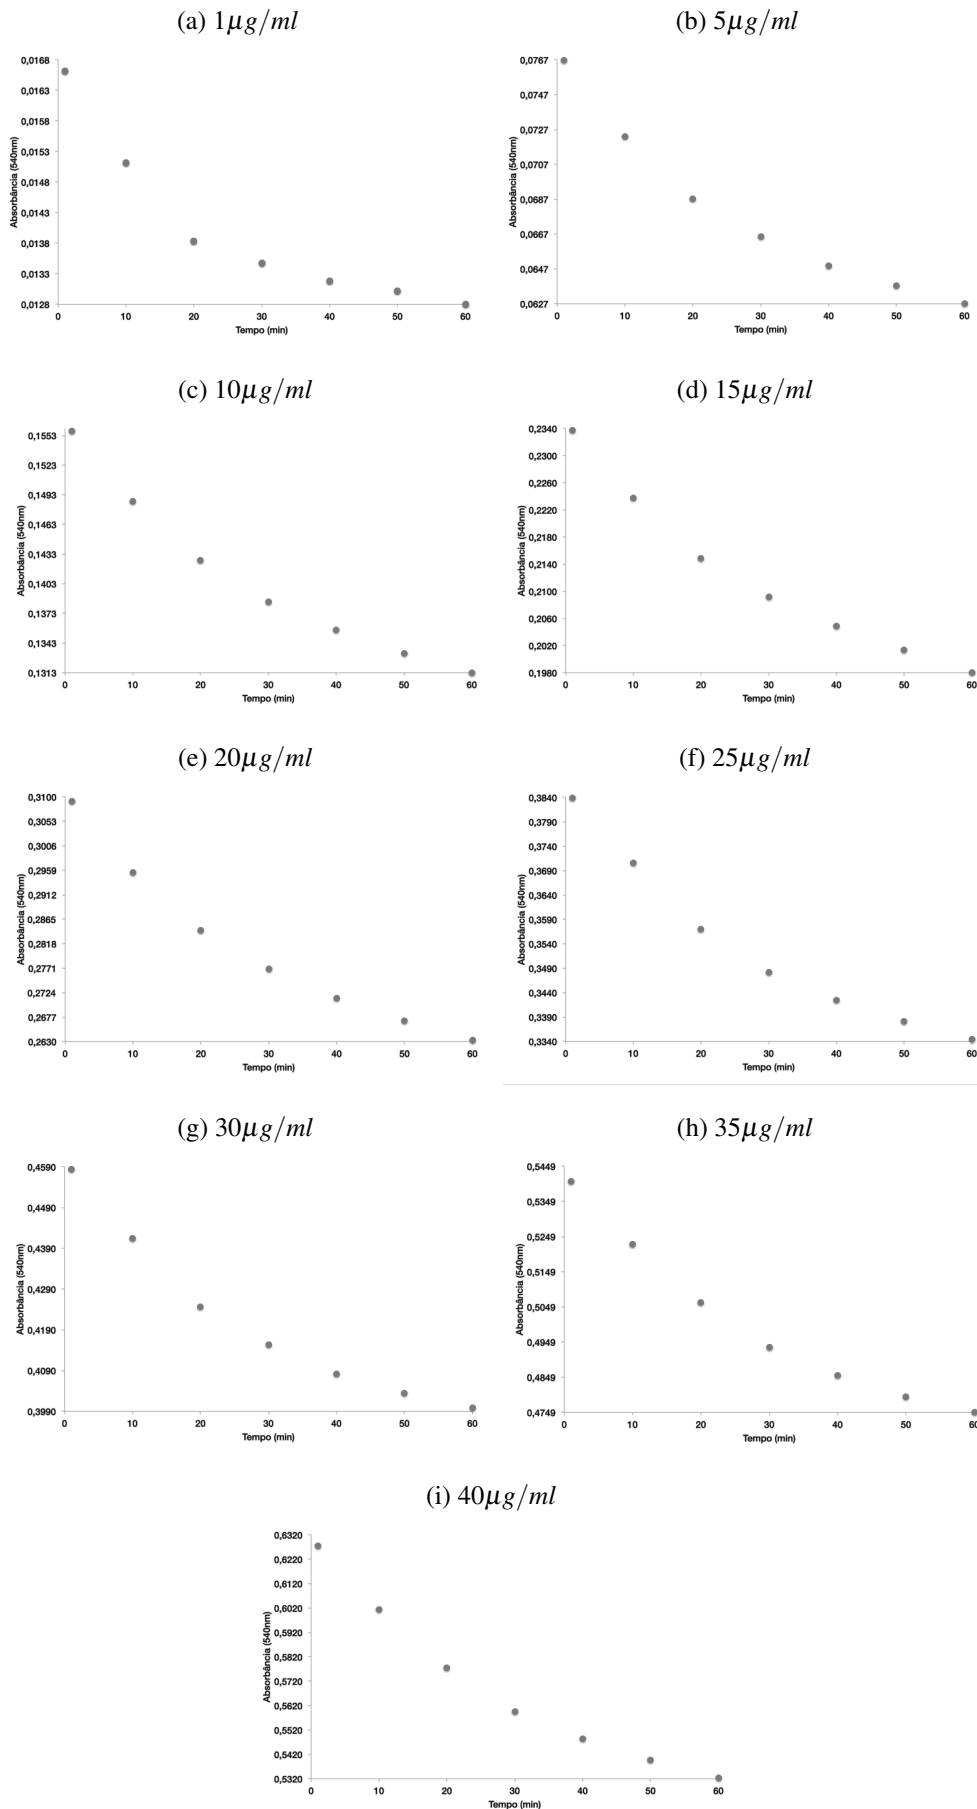 (a) 1μg/ml
0,0168
0,0163
0,0158
0,0153
0,0148
0,0143
0,0138
0,0133
0,0128
Absorbância (540nm)
0 10 20 30 40 50 60
Tempo (min)
(b) 5μg/ml
0,0767
0,0747
0,0727
0,0707
0,0687
0,0667
0,0647
0,0627
Absorbância (540nm)
0 10 20 30 40 50 60
Tempo (min)
(c) 10μg/ml
0,1553
0,1523
0,1493
0,1463
0,1433
0,1403
0,1373
0,1343
0,1313
Absorbância (540nm)
0 10 20 30 40 50 60
Tempo (min)
(d) 15μg/ml
0,2340
0,2300
0,2260
0,2220
0,2180
0,2140
0,2100
0,2060
0,2020
0,1980
Absorbância (540nm)
0 10 20 30 40 50 60
Tempo (min)
(e) 20μg/ml
0,3100
0,3053
0,3006
0,2959
0,2912
0,2865
0,2818
0,2771
0,2724
0,2677
0,2630
Absorbância (540nm)
0 10 20 30 40 50 60
Tempo (min)
(f) 25μg/ml
0,3840
0,3790
0,3740
0,3690
0,3640
0,3590
0,3540
0,3490
0,3440
0,3390
0,3340
Absorbância (540nm)
0 10 20 30 40 50 60
Tempo (min)
(g) 30μg/ml
0,4590
0,4490
0,4390
0,4290
0,4190
0,4090
0,3990
Absorbância (540nm)
0 10 20 30 40 50 60
Tempo (min)
(h) 35μg/ml
0,5449
0,5349
0,5249
0,5149
0,5049
0,4949
0,4849
0,4749
Absorbância (540nm)
0 10 20 30 40 50 60
Tempo (min)
(i) 40μg/ml
0,6320
0,6220
0,6120
0,6020
0,5920
0,5820
0,5720
0,5620
0,5520
0,5420
0,5320
Absorbância (540nm)
0 10 20 30 40 50 60
Tempo (min)